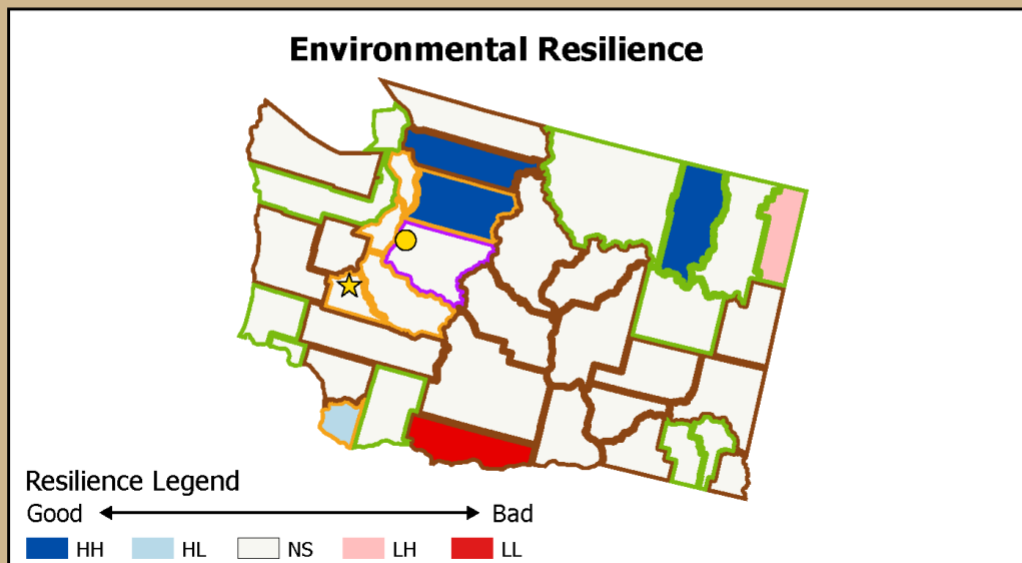 Environmental Resilience
Resilience Legend
Good Bad
HH HL NS LH LL